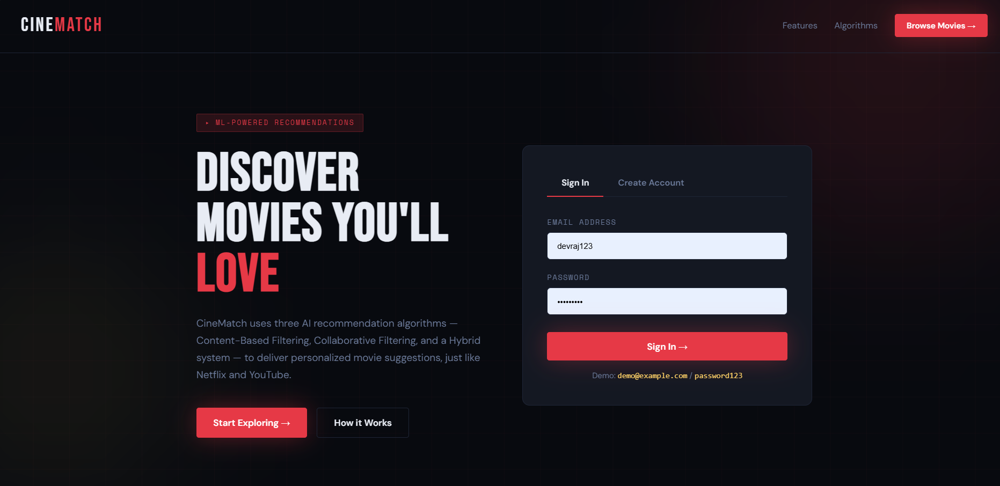 CINEMATCH
Features
Algorithms
Browse Movies →
▸ ML-POWERED RECOMMENDATIONS
DISCOVER
MOVIES YOU'LL
LOVE
CineMatch uses three AI recommendation algorithms —
Content-Based Filtering, Collaborative Filtering, and a Hybrid
system — to deliver personalized movie suggestions, just like
Netflix and YouTube.
Start Exploring →
How it Works
Sign In
Create Account
EMAIL ADDRESS
devraj123
PASSWORD
•••••••••
Sign In →
Demo: demo@example.com / password123